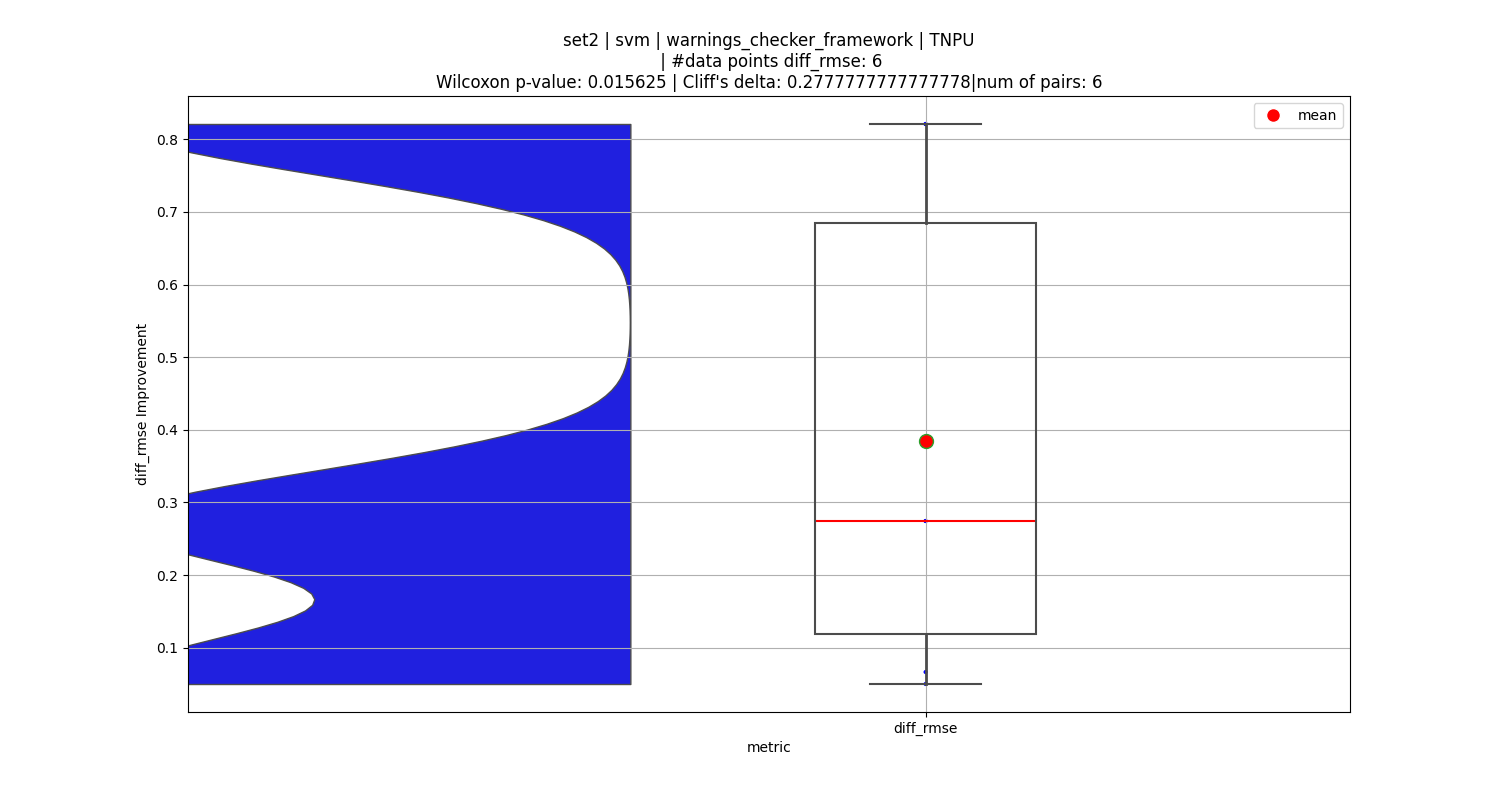 set2 | svm | warnings_checker_framework | TNPU
| #data points diff_rmse: 6
Wilcoxon p-value: 0.015625 | Cliff's delta: 0.2777777777777778|num of pairs: 6
mean
0.8
0.7
0.6
0.5
0.4
0.3
0.2
0.1
diff_rmse Improvement
diff_rmse
metric